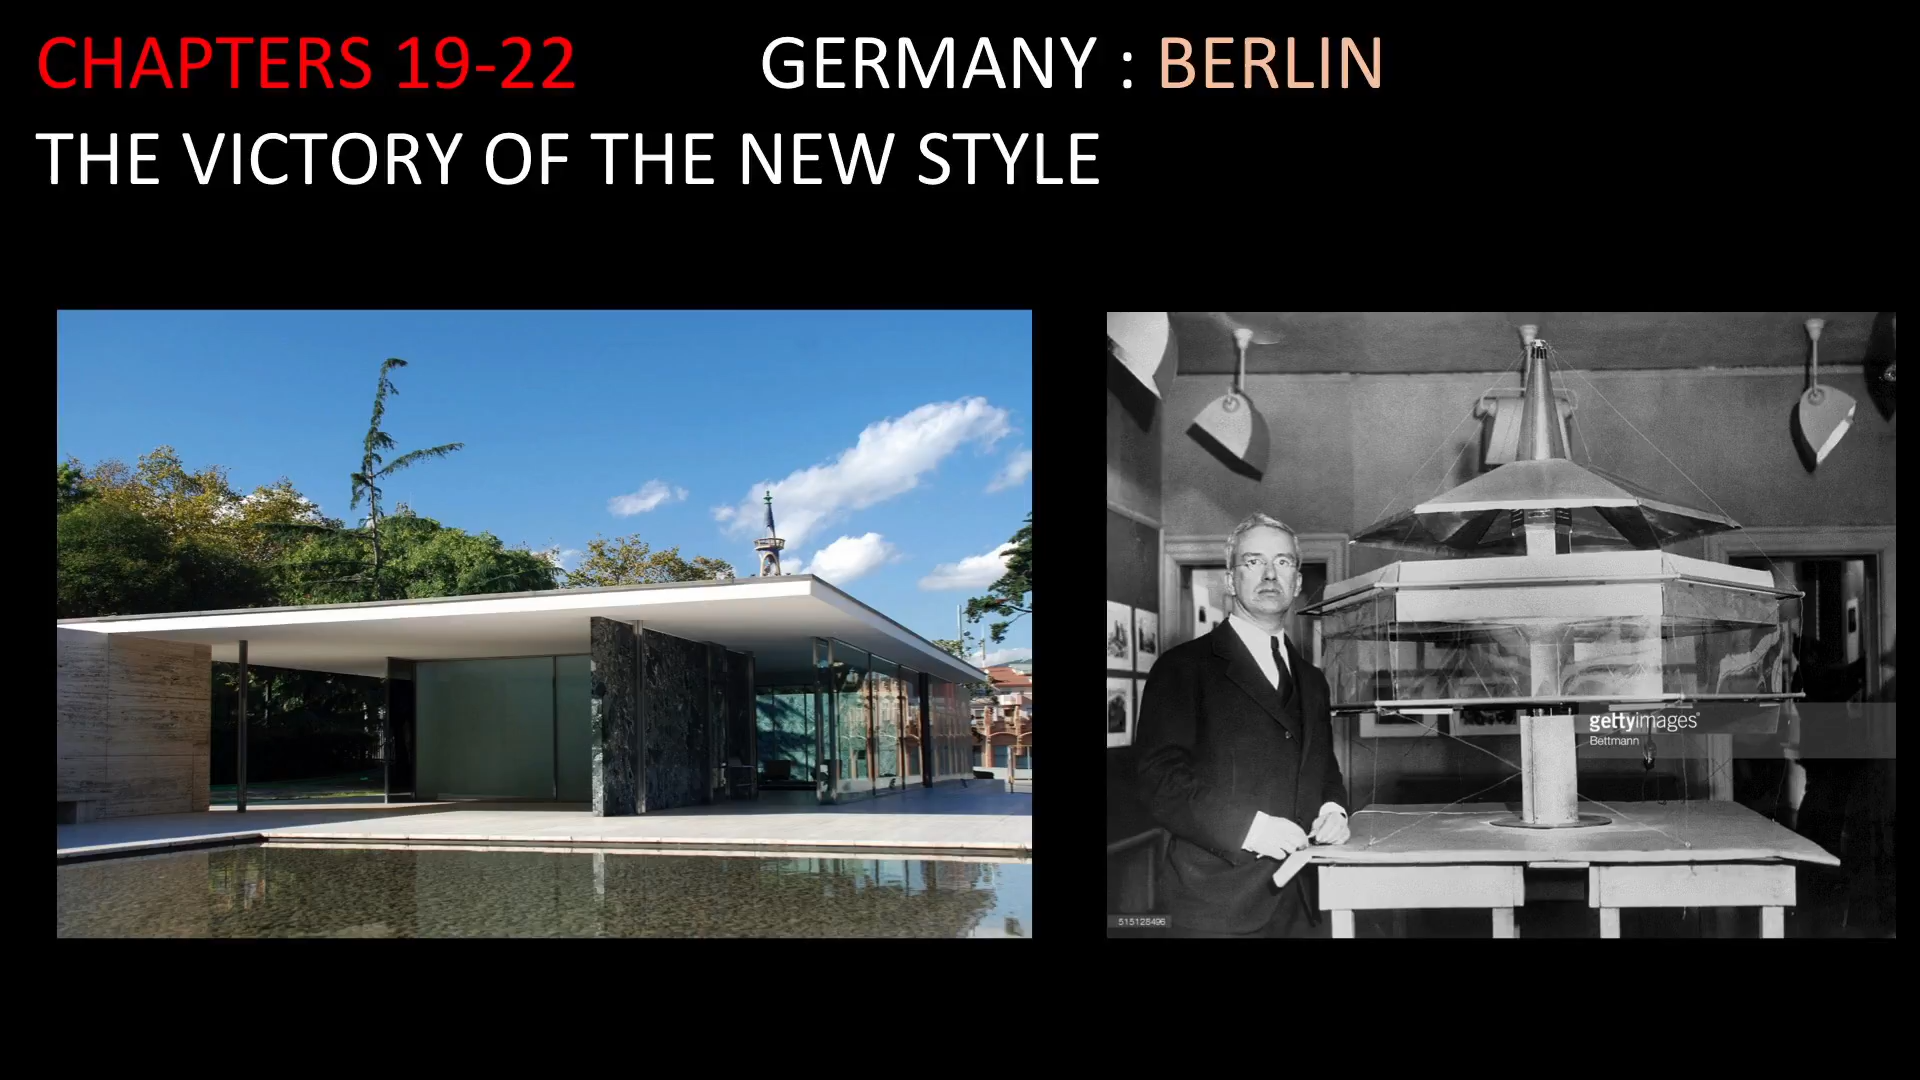 CHAPTERS 19-22 GERMANY : BERLIN
THE VICTORY OF THE NEW STYLE
gettyimages
Bettmann
515128496